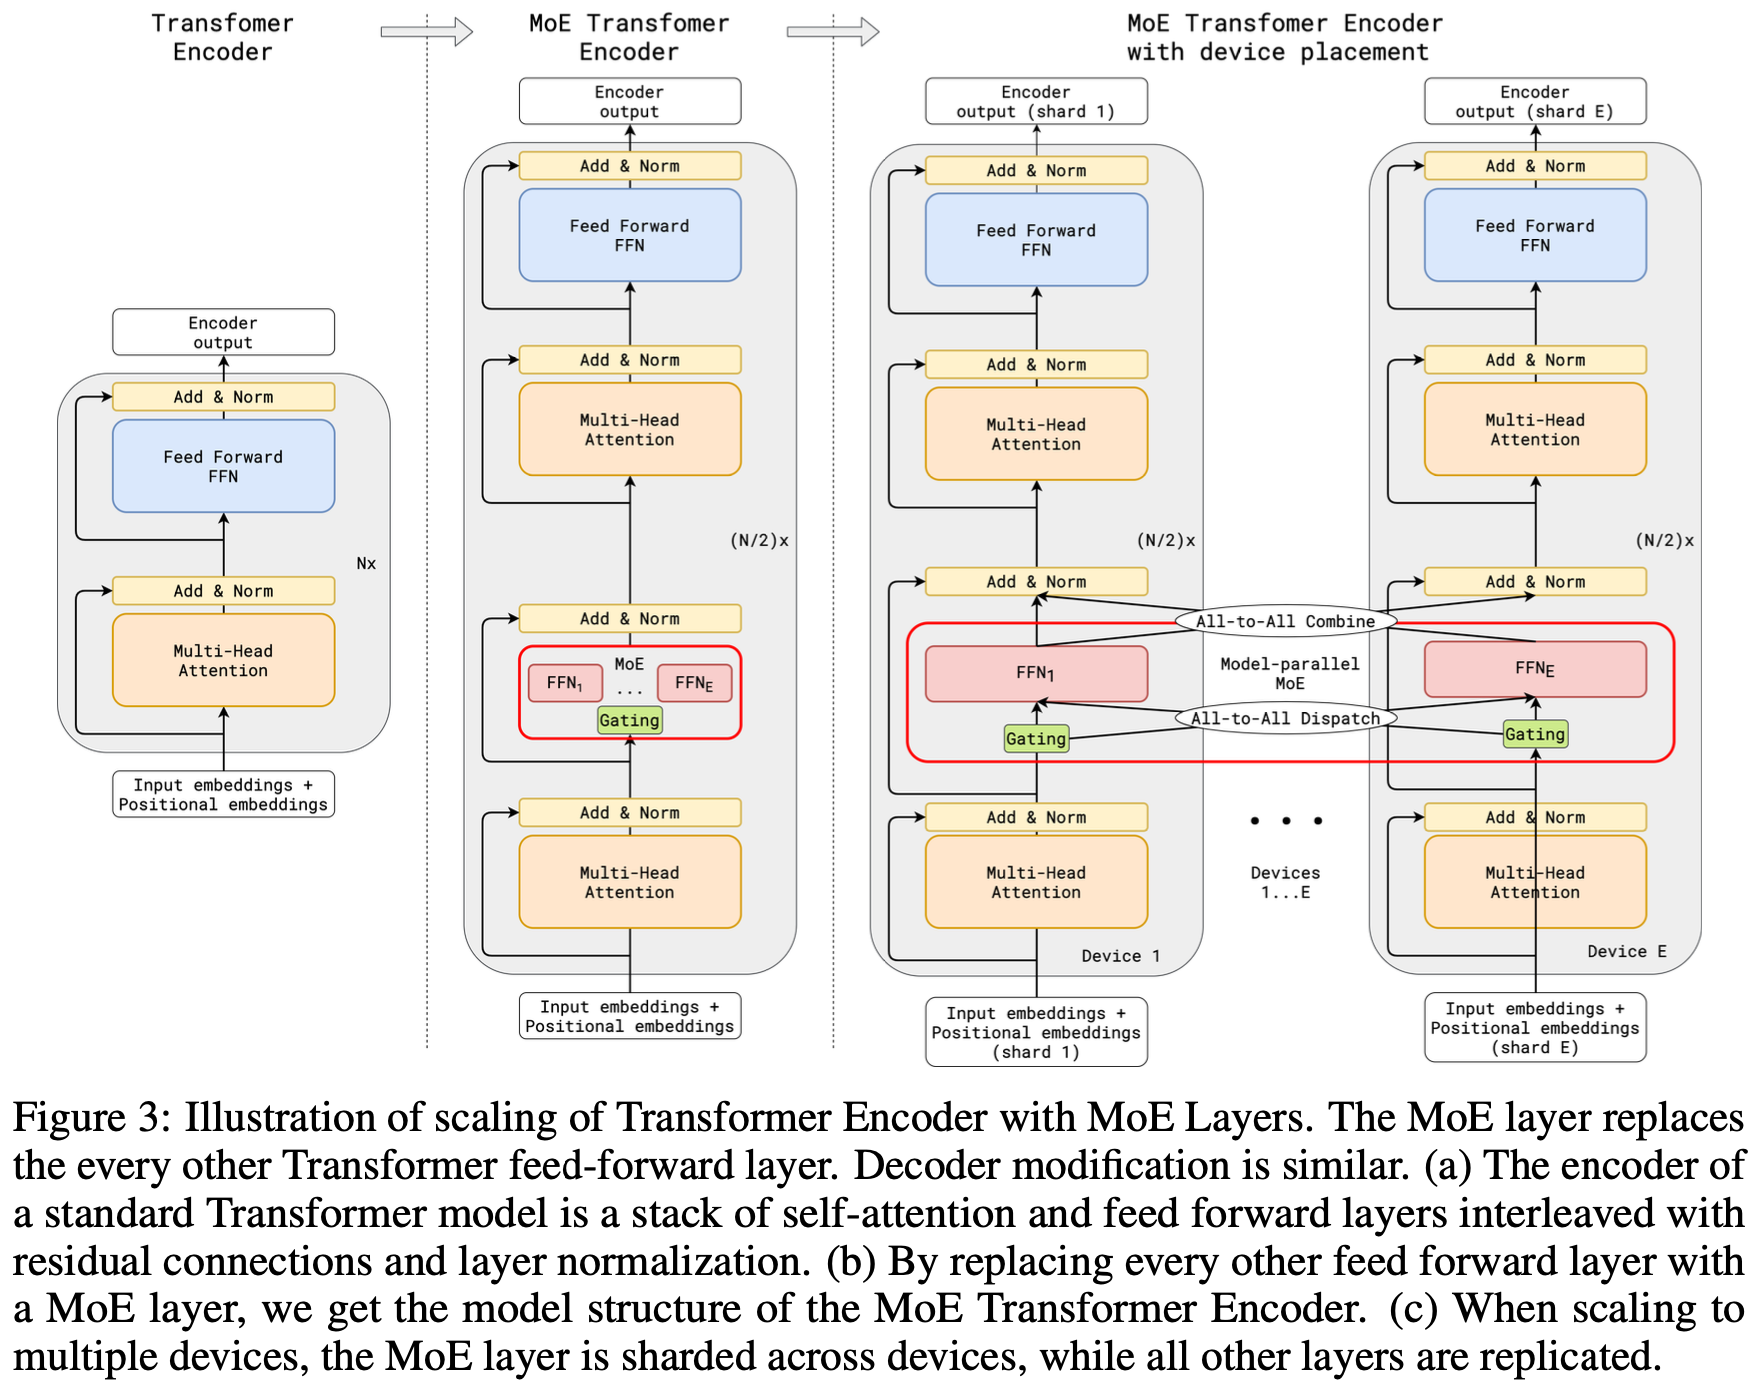 Transfomer
Encoder
MoE Transfomer
Encoder
MoE Transfomer Encoder
with device placement
Encoder
output
Add & Norm
Feed Forward
FFN
Add & Norm
Multi-Head
Attention
Nx
Input embeddings +
Positional embeddings
Encoder
output
Add & Norm
Feed Forward
FFN
Add & Norm
Multi-Head
Attention
(N/2)x
Add & Norm
MoE
FFN1 ... FFNE
Gating
Add & Norm
Multi-Head
Attention
Input embeddings +
Positional embeddings
Encoder
output (shard 1)
Add & Norm
Feed Forward
FFN
Add & Norm
Multi-Head
Attention
(N/2)x
Add & Norm
FFN1
Gating
Add & Norm
Multi-Head
Attention
Device 1
Input embeddings +
Positional embeddings
(shard 1)
All-to-All Combine
Model-parallel
MoE
All-to-All Dispatch
• • •
Devices
1...E
Encoder
output (shard E)
Add & Norm
Feed Forward
FFN
Add & Norm
Multi-Head
Attention
(N/2)x
Add & Norm
FFNE
Gating
Add & Norm
Multi-Head
Attention
Device E
Input embeddings +
Positional embeddings
(shard E)
Figure 3: Illustration of scaling of Transformer Encoder with MoE Layers. The MoE layer replaces
the every other Transformer feed-forward layer. Decoder modification is similar. (a) The encoder of
a standard Transformer model is a stack of self-attention and feed forward layers interleaved with
residual connections and layer normalization. (b) By replacing every other feed forward layer with
a MoE layer, we get the model structure of the MoE Transformer Encoder. (c) When scaling to
multiple devices, the MoE layer is sharded across devices, while all other layers are replicated.